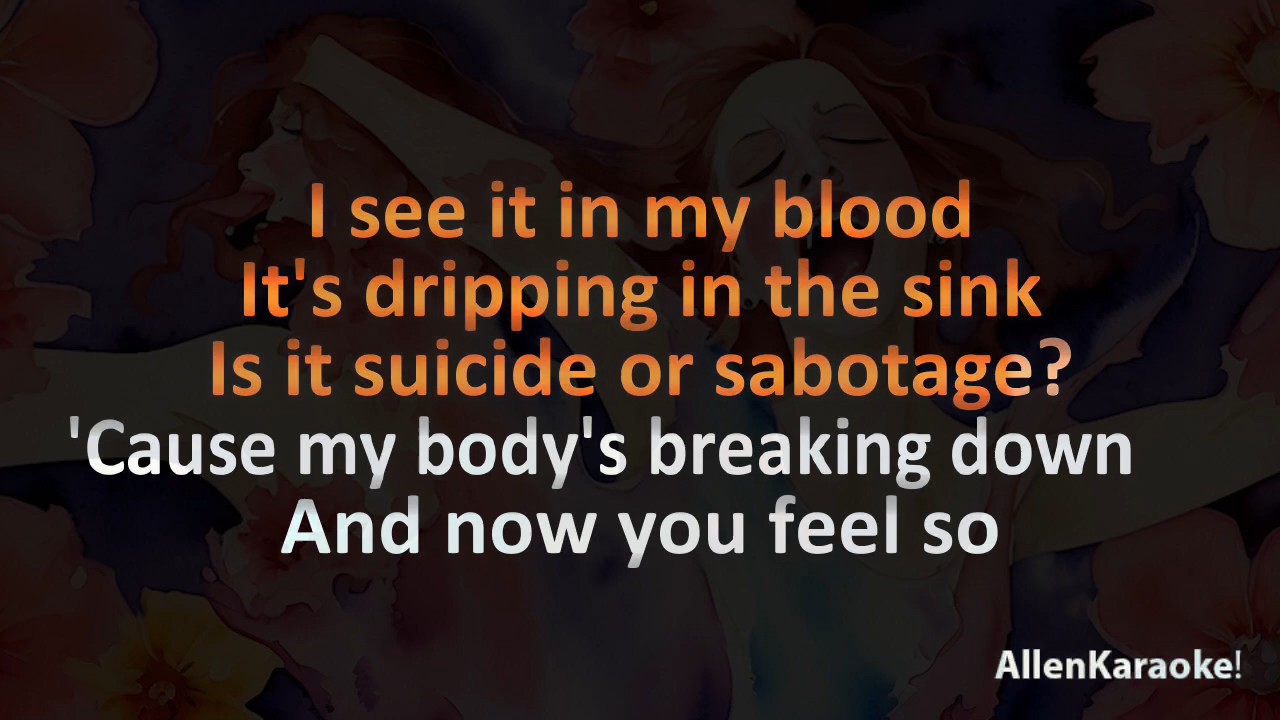 I see it in my blood
It's dripping in the sink
Is it suicide or sabotage?
'Cause my body's breaking down
And now you feel so
AllenKaraoke!